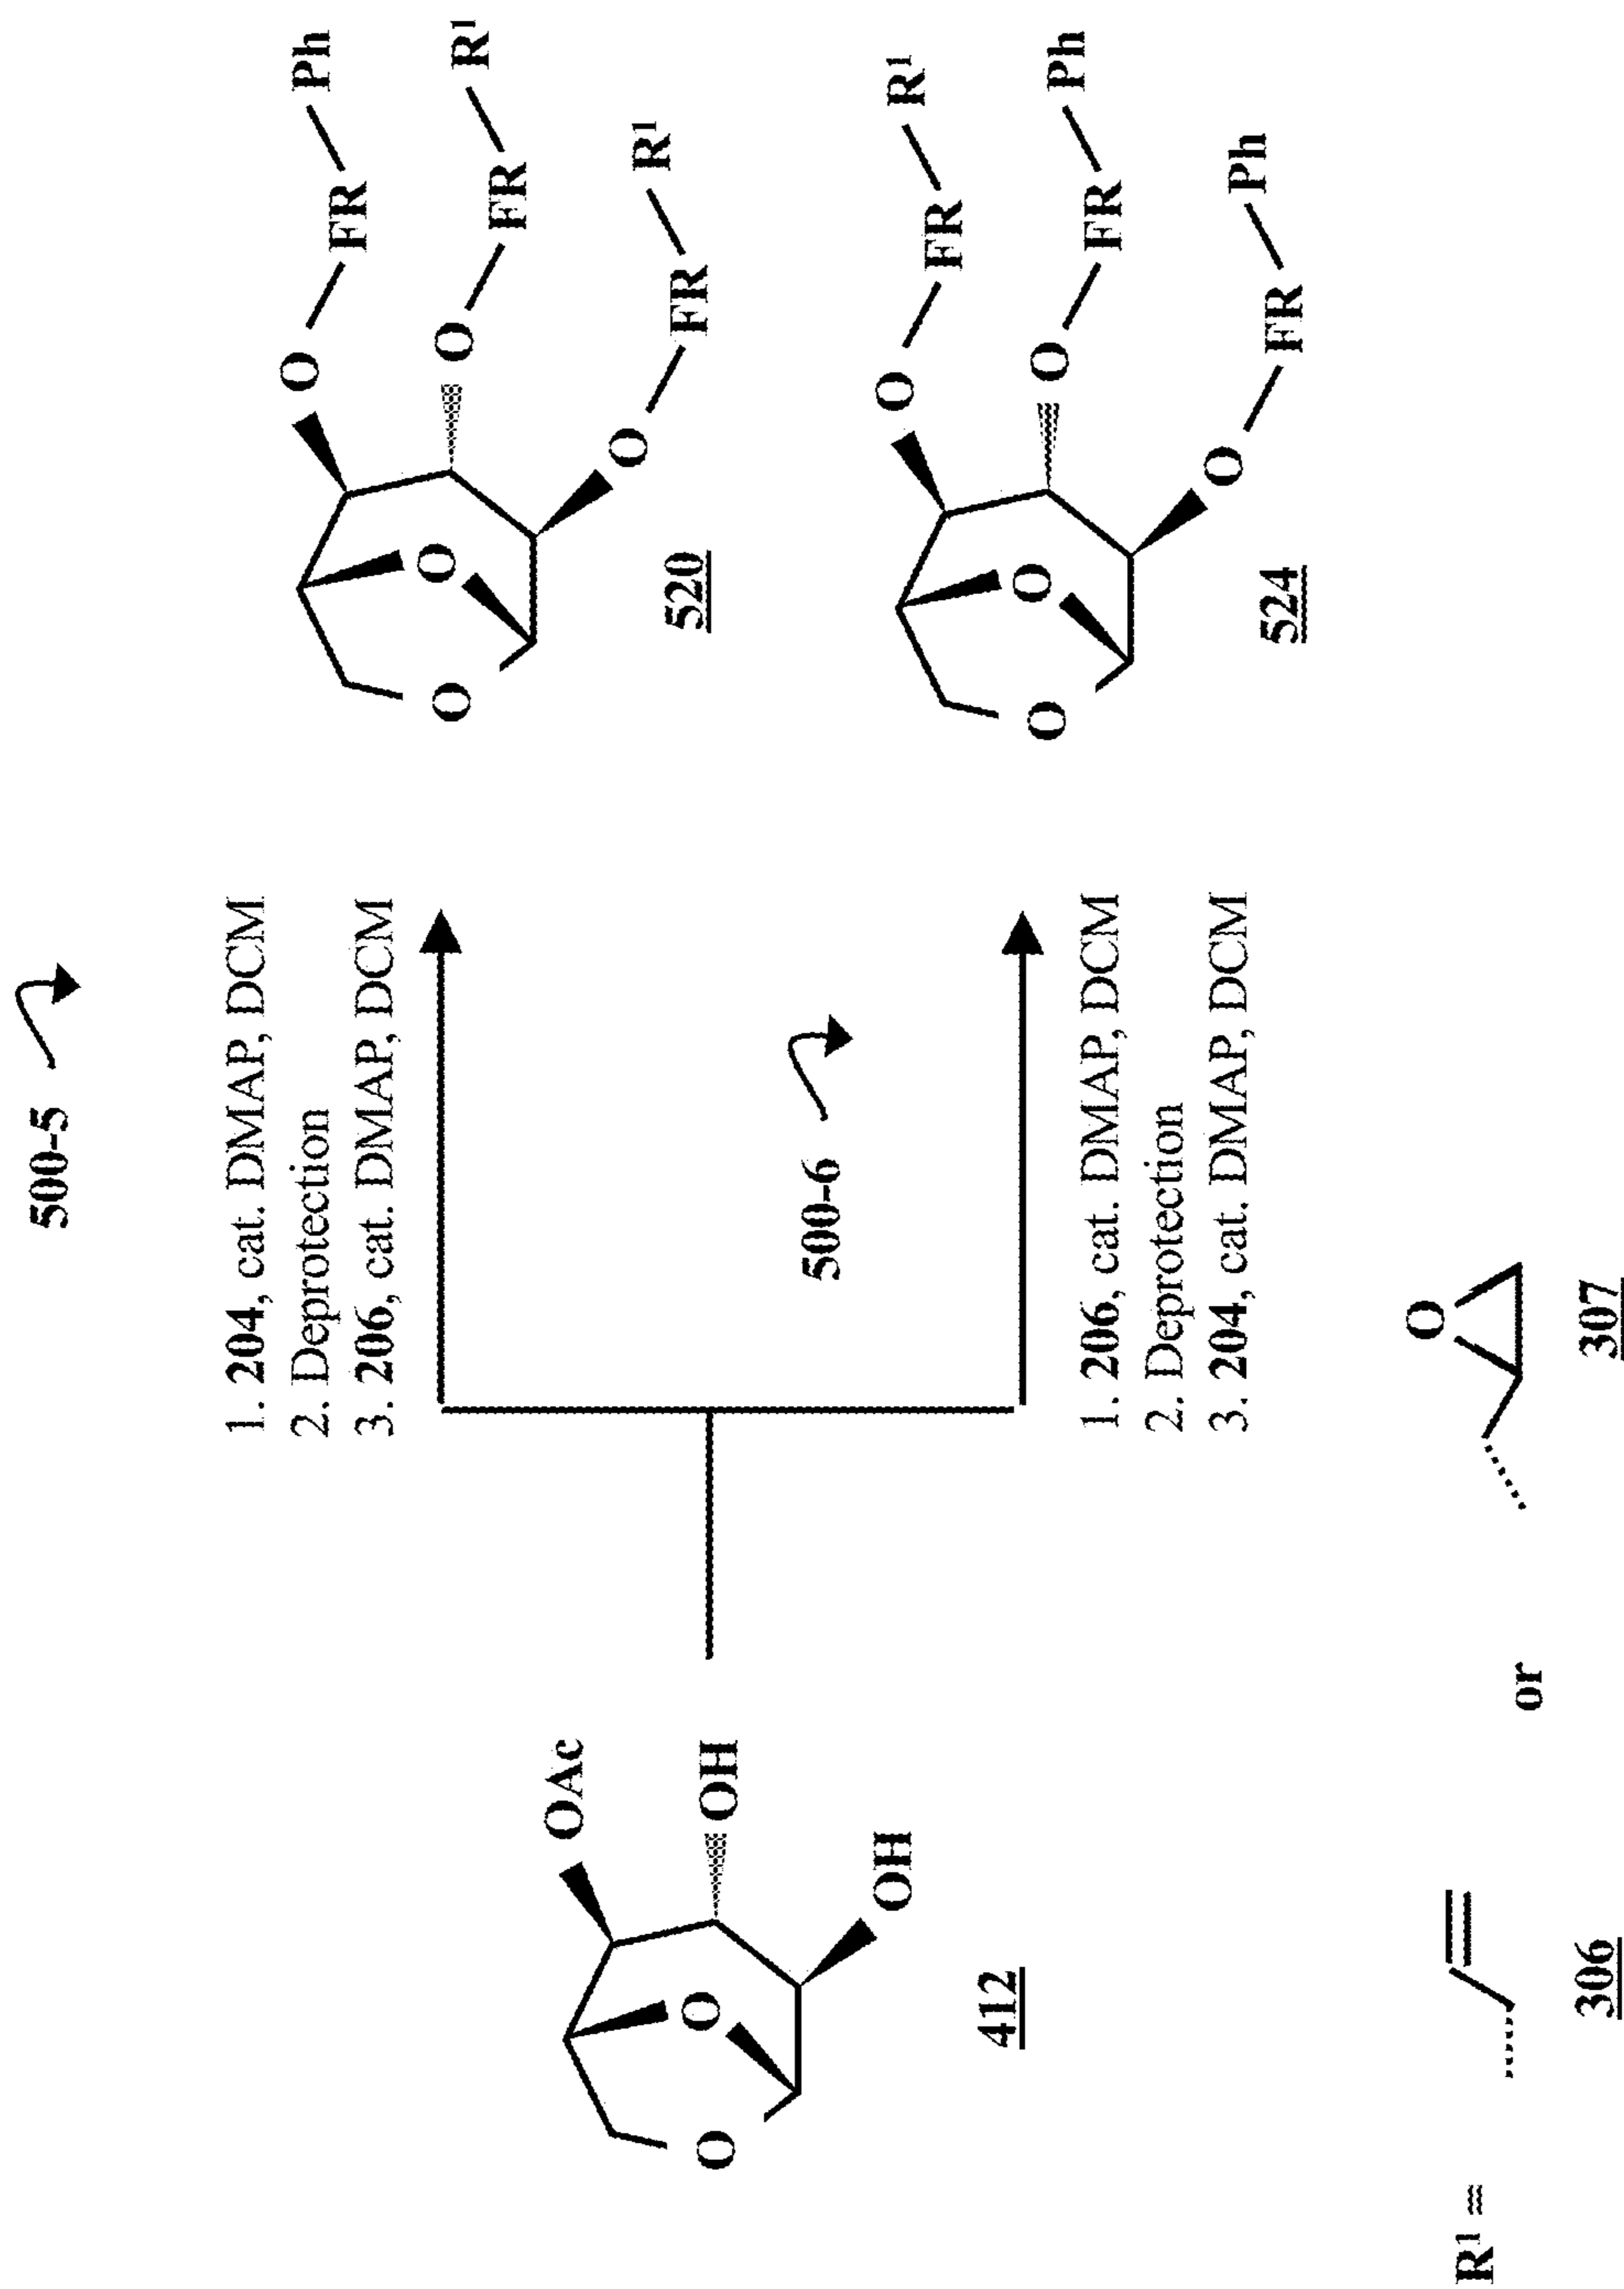 500-5
1. 204, cat. DMAP, DCM
2. Deprotection
3. 206, cat. DMAP, DCM
OAc
OH
OH
O
O
412
O
O
O
FR
Ph
O
FR
R¹
O
FR
R¹
520
500-6
1. 206, cat. DMAP, DCM
2. Deprotection
3. 204, cat. DMAP, DCM
O
O
O
FR
R¹
O
FR
Ph
O
FR
Ph
524
R¹ =
or
O
306
307